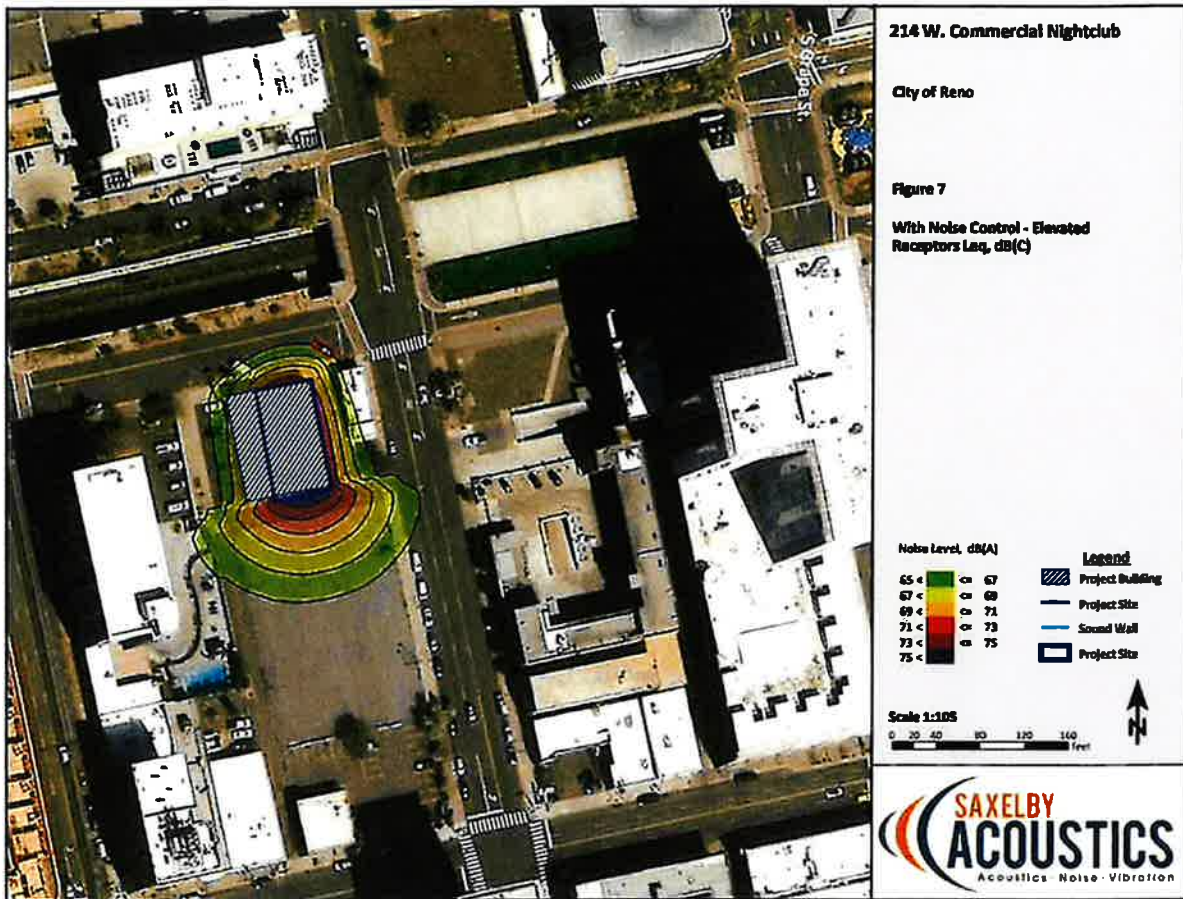 214 W. Commercial Nightclub
City of Reno
Figure 7
With Noise Control - Elevated
Receptors Leq, dB(C)
Noise Level, dB(A)
65 < <= 67
67 < <= 69
69 < <= 71
71 < <= 73
73 < <= 75
75 <
Legend
Project Building
Project Site
Sound Wall
Project Site
Scale 1:105
0 20 40 80 120 160
Feet
N
SAXELBY
ACOUSTICS
Acoustics · Noise · Vibration